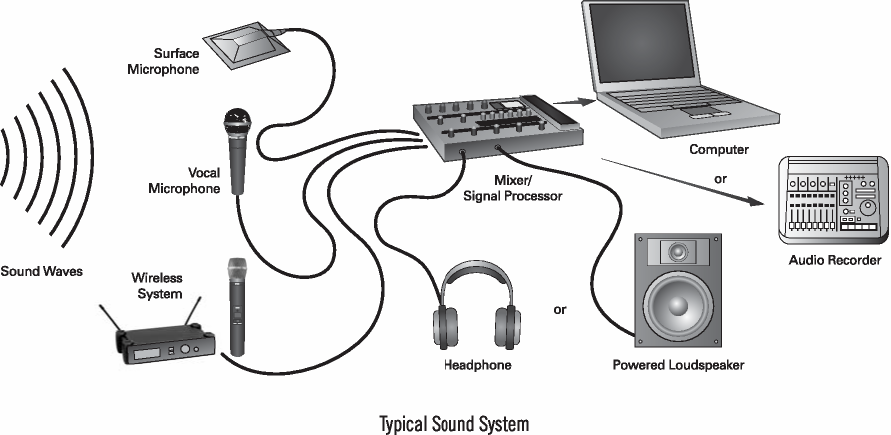 Surface
Microphone
Vocal
Microphone
Sound Waves
Wireless
System
Mixer/
Signal Processor
Computer
or
Audio Recorder
Headphone
or
Powered Loudspeaker
Typical Sound System